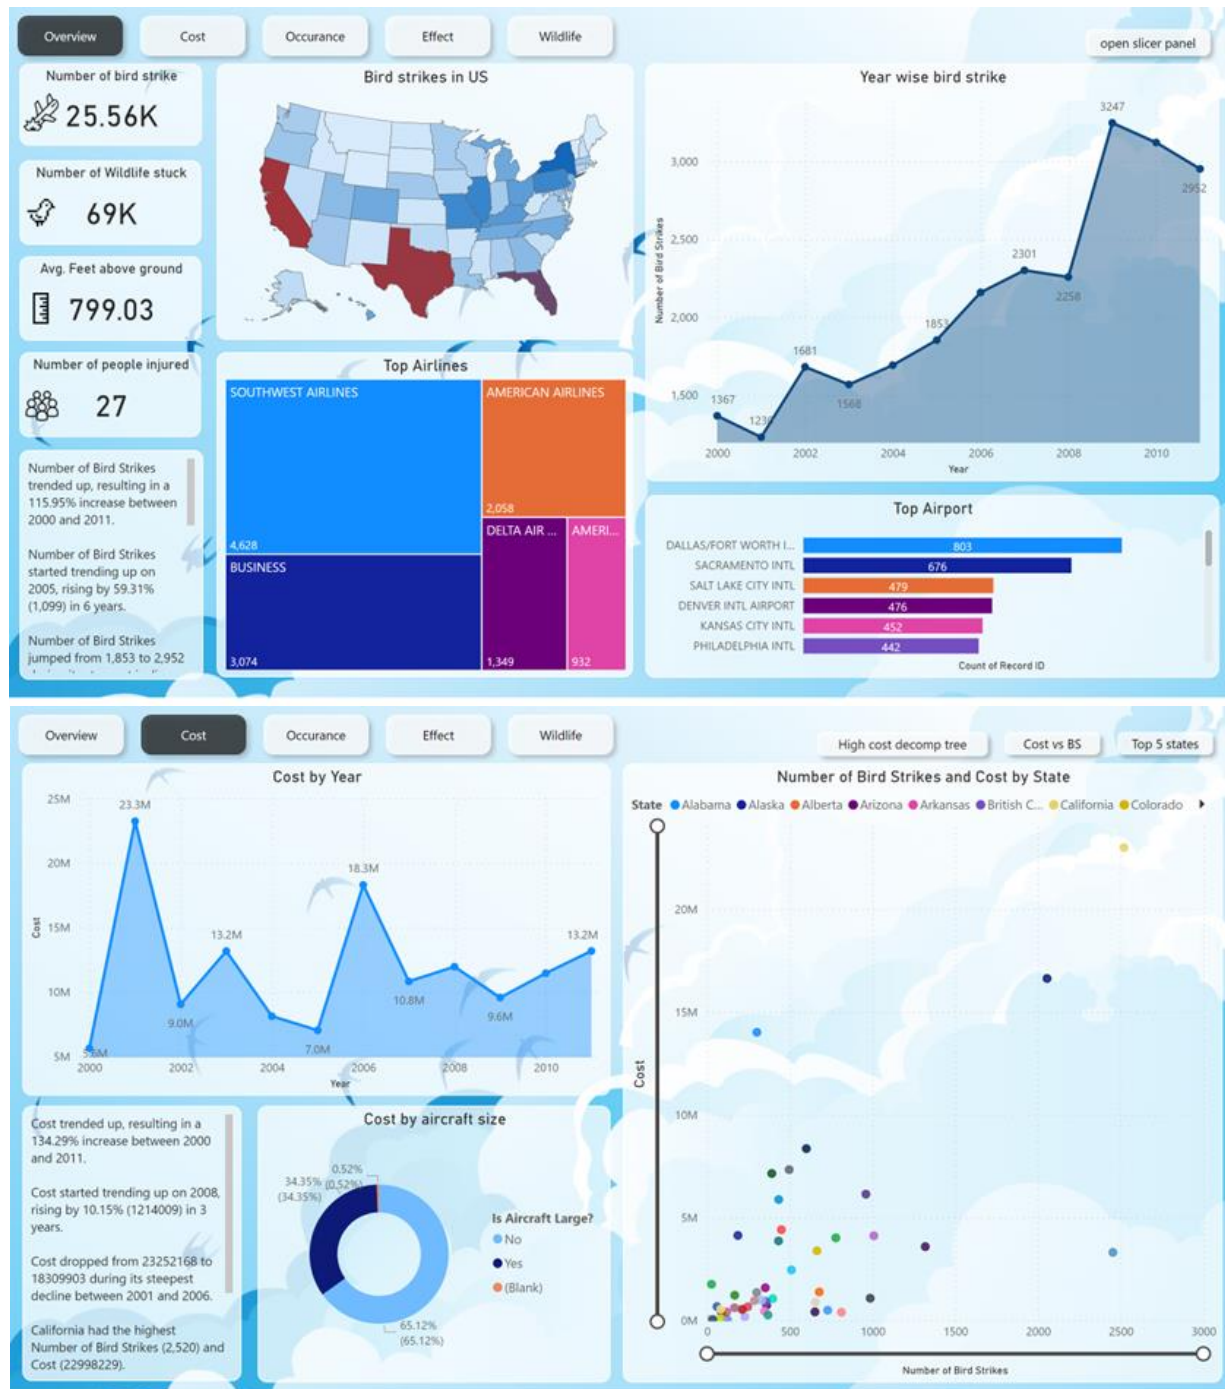 Overview
Cost
Occurance
Effect
Wildlife
open slicer panel
Number of bird strike
25.56K
Number of Wildlife stuck
69K
Avg. Feet above ground
799.03
Number of people injured
27
Number of Bird Strikes
trended up, resulting in a
115.95% increase between
2000 and 2011.
Number of Bird Strikes
started trending up on
2005, rising by 59.31%
(1,099) in 6 years.
Number of Bird Strikes
jumped from 1,853 to 2,952
Bird strikes in US
Top Airlines
SOUTHWEST AIRLINES
4,628
BUSINESS
3,074
AMERICAN AIRLINES
2,058
DELTA AIR ...
1,349
AMERI...
932
Year wise bird strike
Number of Bird Strikes
3,000
2,500
2,000
1,500
1367
1681
1568
1853
2301
2258
3247
2952
2000
2002
2004
2006
2008
2010
Year
Top Airport
DALLAS/FORT WORTH I... 803
SACRAMENTO INTL 676
SALT LAKE CITY INTL 479
DENVER INTL AIRPORT 476
KANSAS CITY INTL 452
PHILADELPHIA INTL 442
Count of Record ID
Overview
Cost
Occurance
Effect
Wildlife
High cost decomp tree
Cost vs BS
Top 5 states
Cost by Year
Cost
25M
20M
15M
10M
5M
23.3M
9.0M
13.2M
7.0M
18.3M
10.8M
9.6M
13.2M
2000
2002
2004
2006
2008
2010
Year
Cost trended up, resulting in a
134.29% increase between 2000
and 2011.
Cost started trending up on 2008,
rising by 10.15% (1214009) in 3
years.
Cost dropped from 23252168 to
18309903 during its steepest
decline between 2001 and 2006.
California had the highest
Number of Bird Strikes (2,520) and
Cost (22998229).
Cost by aircraft size
0.52%
(0.52%)
34.35%
(34.35%)
65.12%
(65.12%)
Is Aircraft Large?
No
Yes
(Blank)
Number of Bird Strikes and Cost by State
State Alabama Alaska Alberta Arizona Arkansas British C... California Colorado
Cost
20M
15M
10M
5M
0M
0
500
1000
1500
2000
2500
3000
Number of Bird Strikes